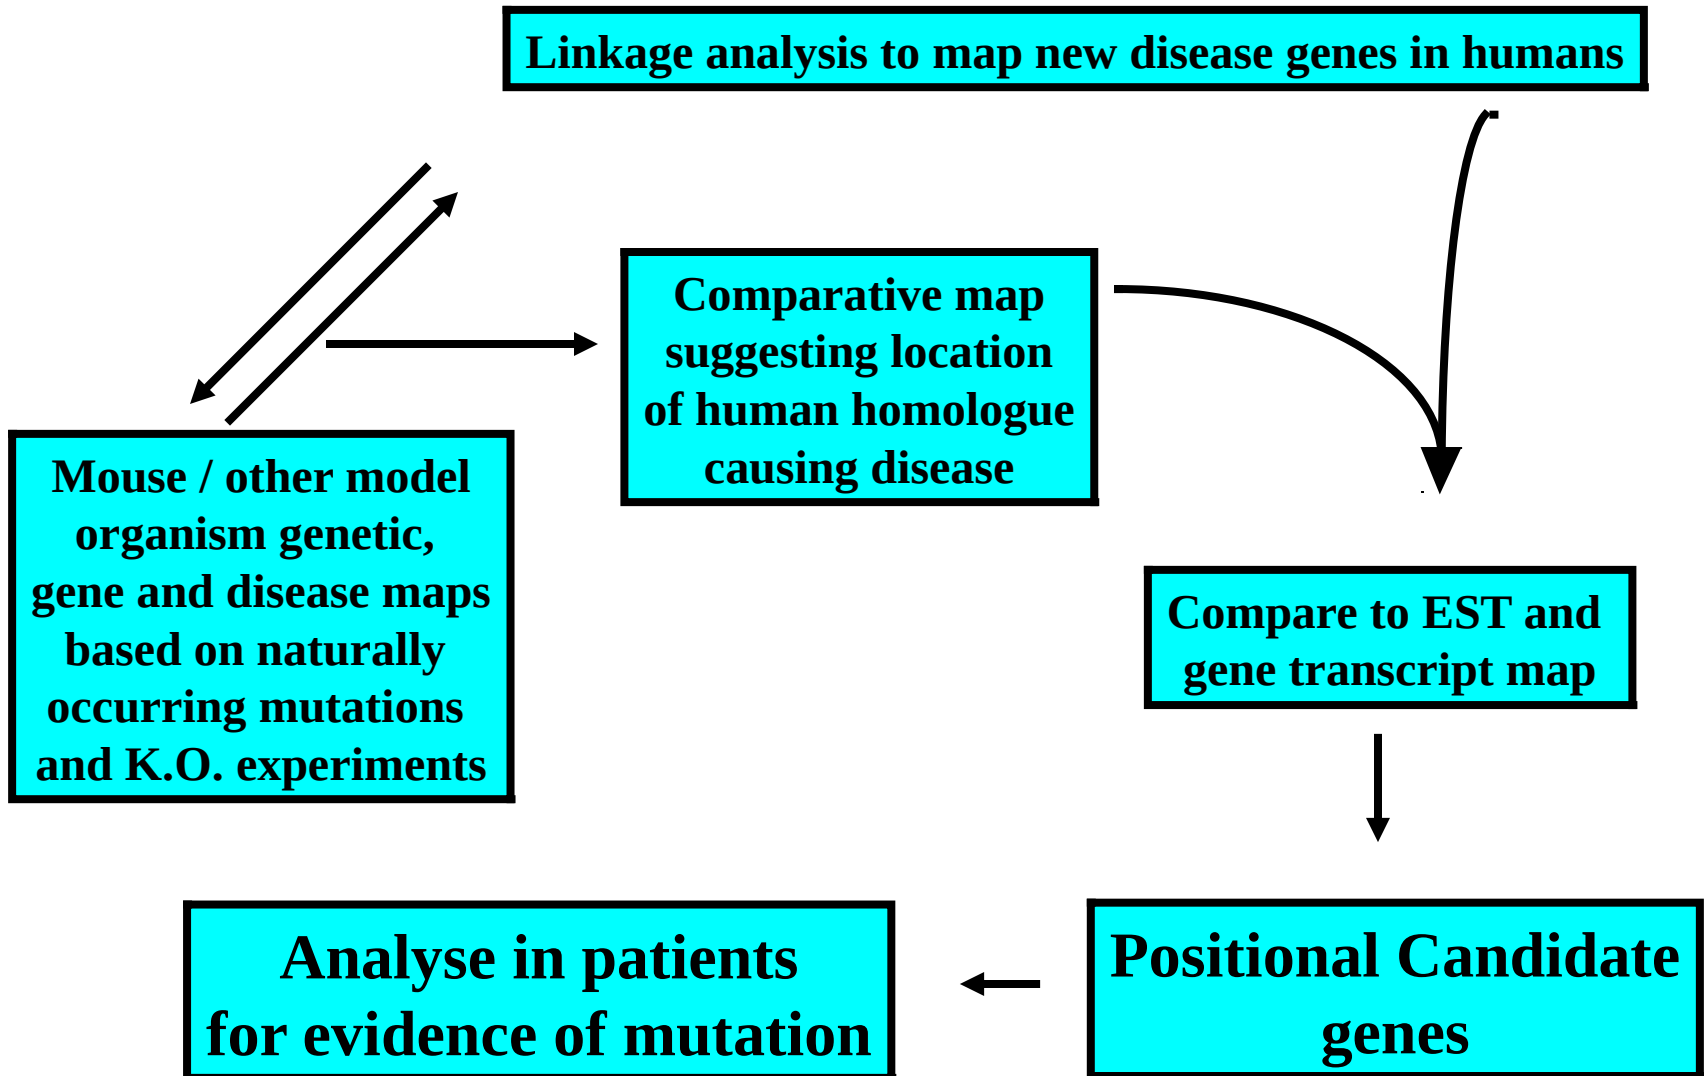 Linkage analysis to map new disease genes in humans
Comparative map
suggesting location
of human homologue
causing disease
Mouse / other model
organism genetic,
gene and disease maps
based on naturally
occurring mutations
and K.O. experiments
Compare to EST and
gene transcript map
Positional Candidate
genes
Analyse in patients
for evidence of mutation